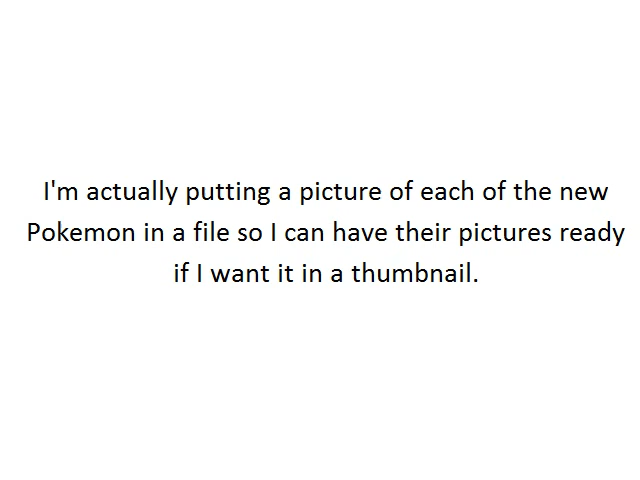 I'm actually putting a picture of each of the new
Pokemon in a file so I can have their pictures ready
if I want it in a thumbnail.